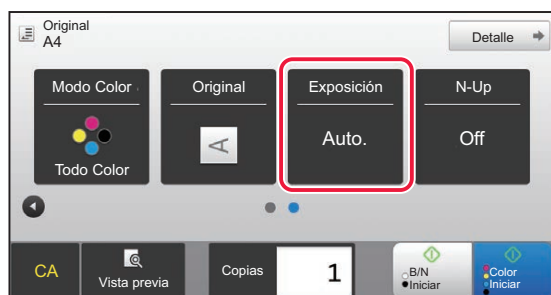 Original
A4
Detalle
Modo Color
Original
Exposición
N-Up
Todo Color
A
Auto.
Off
CA
Vista previa
Copias
1
B/N
Iniciar
Color
Iniciar